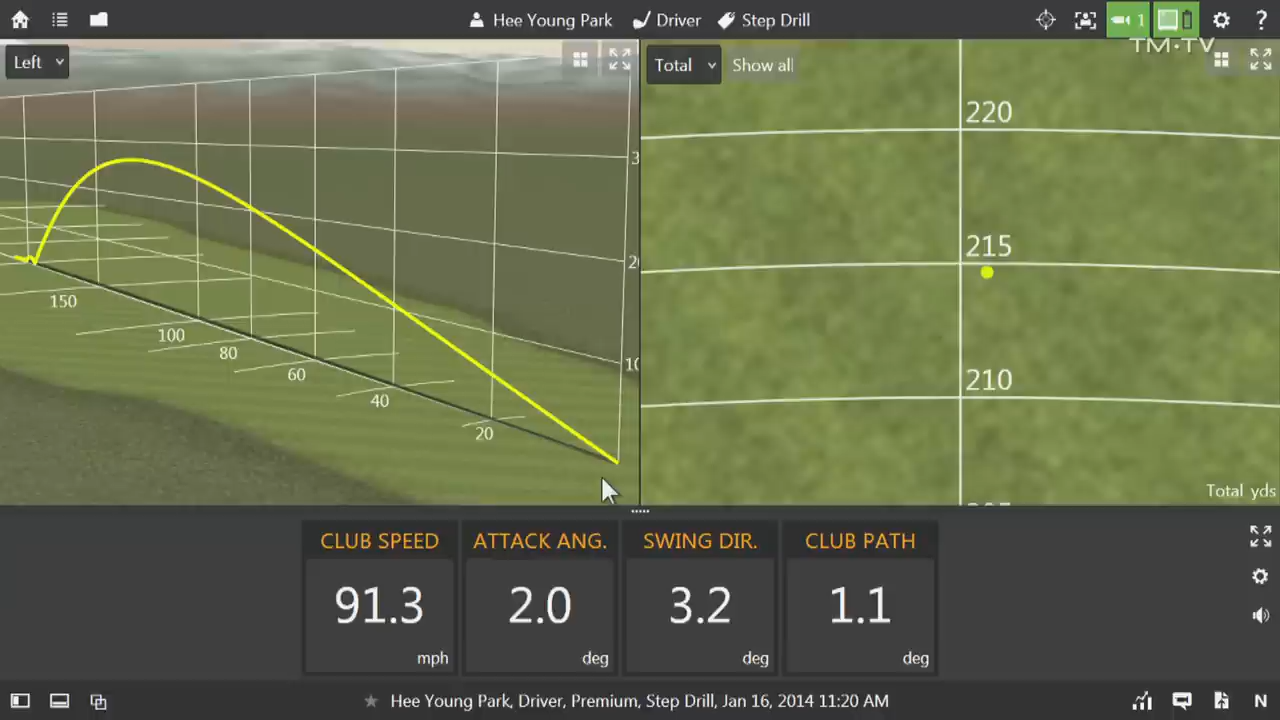 Hee Young Park Driver Step Drill
1
?
TM·TV
Left
Total Show all
220
215
210
3
2
10
150
100
80
60
40
20
Total yds
CLUB SPEED
91.3
mph
ATTACK ANG.
2.0
deg
SWING DIR.
3.2
deg
CLUB PATH
1.1
deg
Hee Young Park, Driver, Premium, Step Drill, Jan 16, 2014 11:20 AM
N